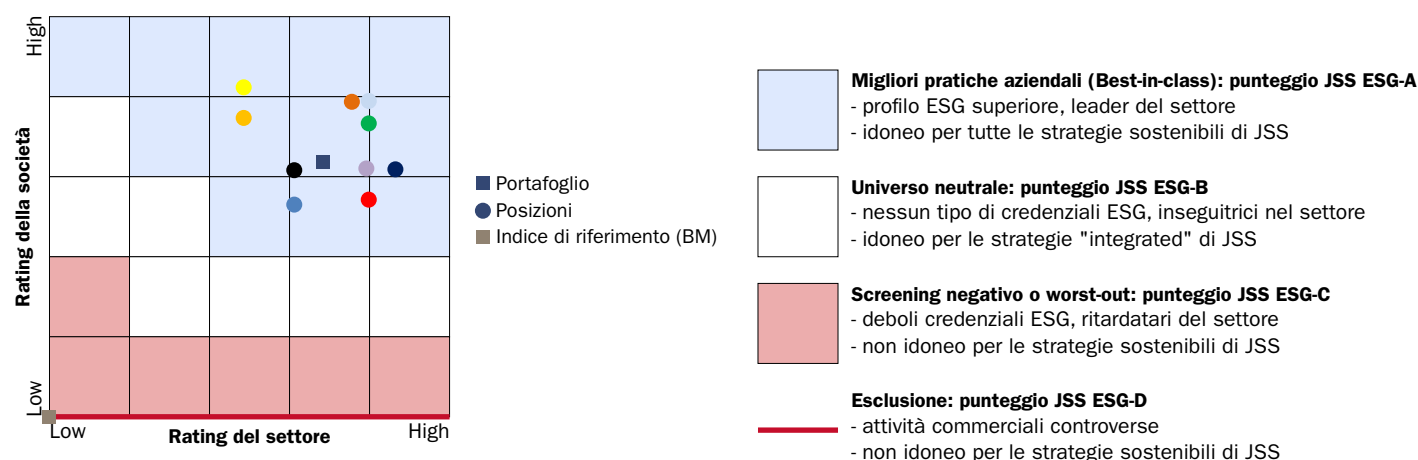 High
Rating della società
Low
Low
Rating del settore
High
Portafoglio
Posizioni
Indice di riferimento (BM)
Migliori pratiche aziendali (Best-in-class): punteggio JSS ESG-A
- profilo ESG superiore, leader del settore
- idoneo per tutte le strategie sostenibili di JSS
Universo neutrale: punteggio JSS ESG-B
- nessun tipo di credenziali ESG, inseguitrici nel settore
- idoneo per le strategie "integrated" di JSS
Screening negativo o worst-out: punteggio JSS ESG-C
- deboli credenziali ESG, ritardatari del settore
- non idoneo per le strategie sostenibili di JSS
Esclusione: punteggio JSS ESG-D
- attività commerciali controverse
- non idoneo per le strategie sostenibili di JSS